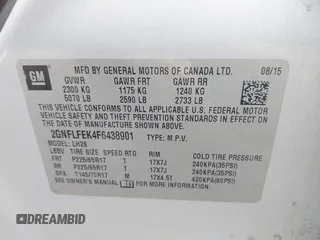 GM
MFD BY GENERAL MOTORS OF CANADA LTD. 08/15
GVWR GAWR FRT GAWR RR
2300 KG 1175 KG 1240 KG
5070 LB 2590 LB 2733 LB
THIS VEHICLE CONFORMS TO ALL APPLICABLE U.S. FEDERAL MOTOR
VEHICLE SAFETY, BUMPER, AND THEFT PREVENTION STANDARDS
IN EFFECT ON THE DATE OF MANUFACTURE SHOWN ABOVE.
2GNFLFEK4F6438901 TYPE: M.P.V.
MODEL: LH26
TIRE SIZE SPEED RTG RIM COLD TIRE PRESSURE
FRT P225/65R17 T 17X7J 240KPA(35PSI)
RR P225/65R17 T 17X7J 240KPA(35PSI)
SPA T145/70R17 M 17X4.5T 420KPA(60PSI)
SEE OWNER'S MANUAL
DREAMBID